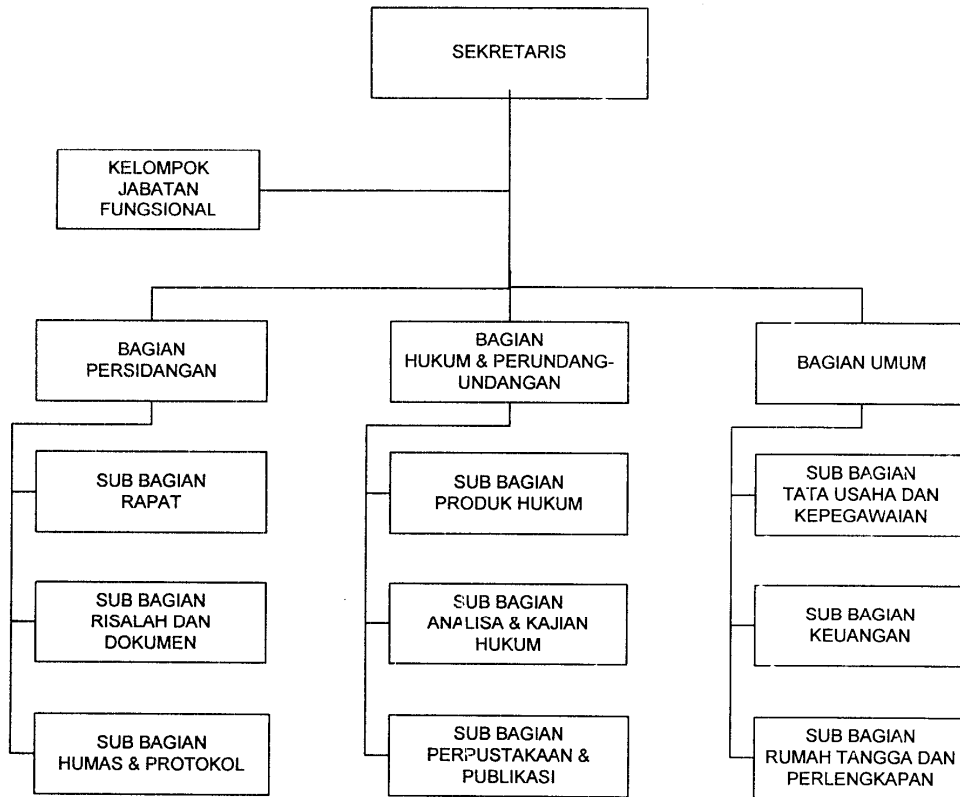 SEKRETARIS
KELOMPOK
JABATAN
FUNGSIONAL
BAGIAN
PERSIDANGAN
BAGIAN
HUKUM & PERUNDANG-
UNDANGAN
BAGIAN UMUM
SUB BAGIAN
RAPAT
SUB BAGIAN
PRODUK HUKUM
SUB BAGIAN
TATA USAHA DAN
KEPEGAWAIAN
SUB BAGIAN
RISALAH DAN
DOKUMEN
SUB BAGIAN
ANALISA & KAJIAN
HUKUM
SUB BAGIAN
KEUANGAN
SUB BAGIAN
HUMAS & PROTOKOL
SUB BAGIAN
PERPUSTAKAAN &
PUBLIKASI
SUB BAGIAN
RUMAH TANGGA DAN
PERLENGKAPAN